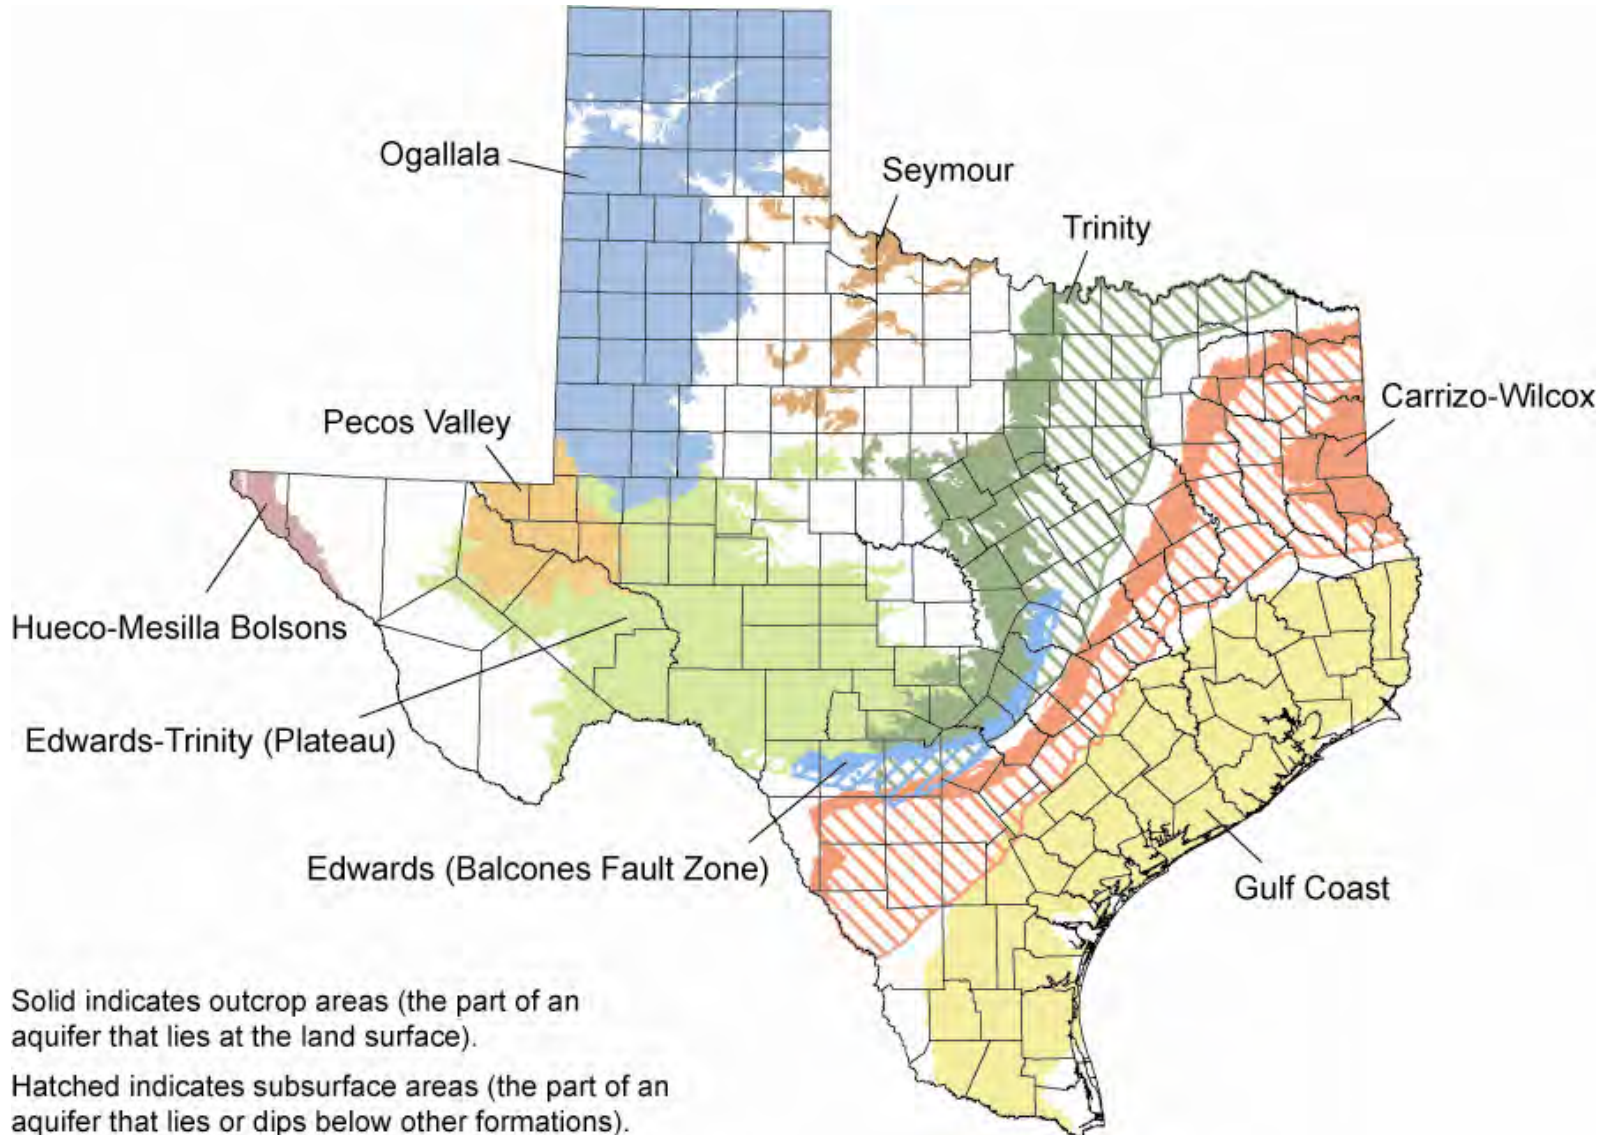 Ogallala
Seymour
Trinity
Carrizo-Wilcox
Pecos Valley
Hueco-Mesilla Bolsons
Edwards-Trinity (Plateau)
Edwards (Balcones Fault Zone)
Gulf Coast
Solid indicates outcrop areas (the part of an
aquifer that lies at the land surface).
Hatched indicates subsurface areas (the part of an
aquifer that lies or dips below other formations).